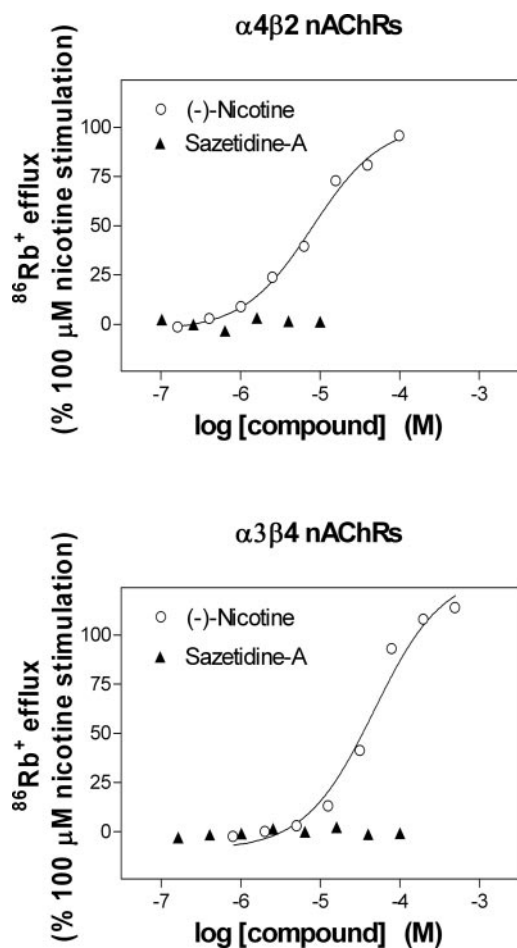 α4β2 nAChRs
(-)-Nicotine
Sazetidine-A
100
75
50
25
0
⁸⁶Rb⁺ efflux
(% 100 μM nicotine stimulation)
-7 -6 -5 -4 -3
log [compound] (M)
α3β4 nAChRs
(-)-Nicotine
Sazetidine-A
100
75
50
25
0
⁸⁶Rb⁺ efflux
(% 100 μM nicotine stimulation)
-7 -6 -5 -4 -3
log [compound] (M)